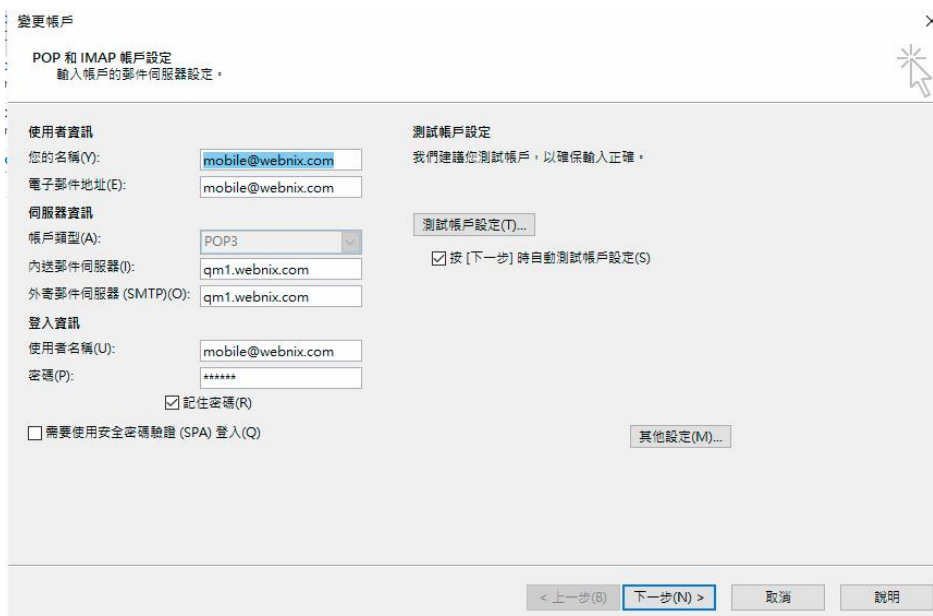 變更帳戶
POP 和 IMAP 帳戶設定
輸入帳戶的郵件伺服器設定。
使用者資訊
您的名稱(Y):
mobile@webnix.com
電子郵件地址(E):
mobile@webnix.com
伺服器資訊
帳戶類型(A):
POP3
內送郵件伺服器(I):
qm1.webnix.com
外寄郵件伺服器 (SMTP)(O):
qm1.webnix.com
登入資訊
使用者名稱(U):
mobile@webnix.com
密碼(P):
******
記住密碼(R)
需要使用安全密碼驗證 (SPA) 登入(Q)
測試帳戶設定
我們建議您測試帳戶，以確保輸入正確。
測試帳戶設定(T)...
按 [下一步] 時自動測試帳戶設定(S)
其他設定(M)...
< 上一步(B)
下一步(N) >
取消
說明